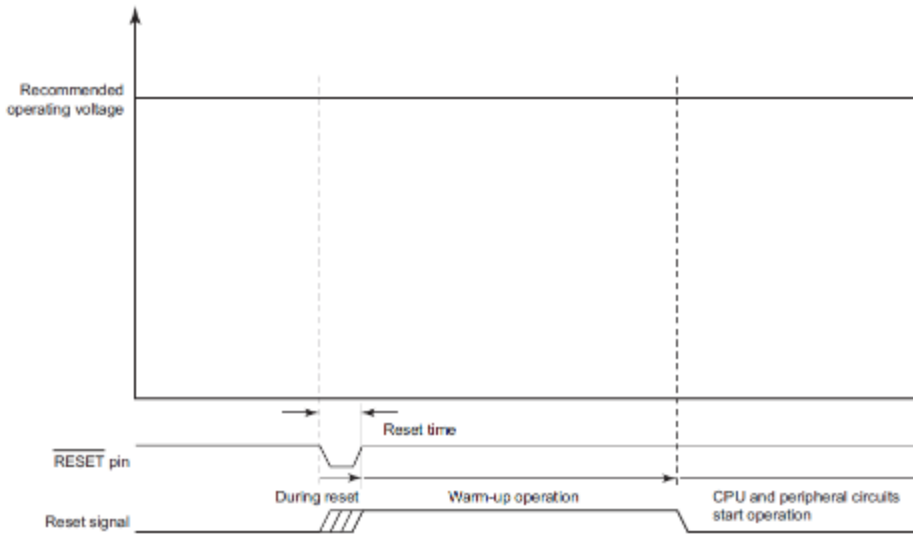 Recommended
operating voltage
Reset time
RESET pin
During reset
Warm-up operation
CPU and peripheral circuits
start operation
Reset signal